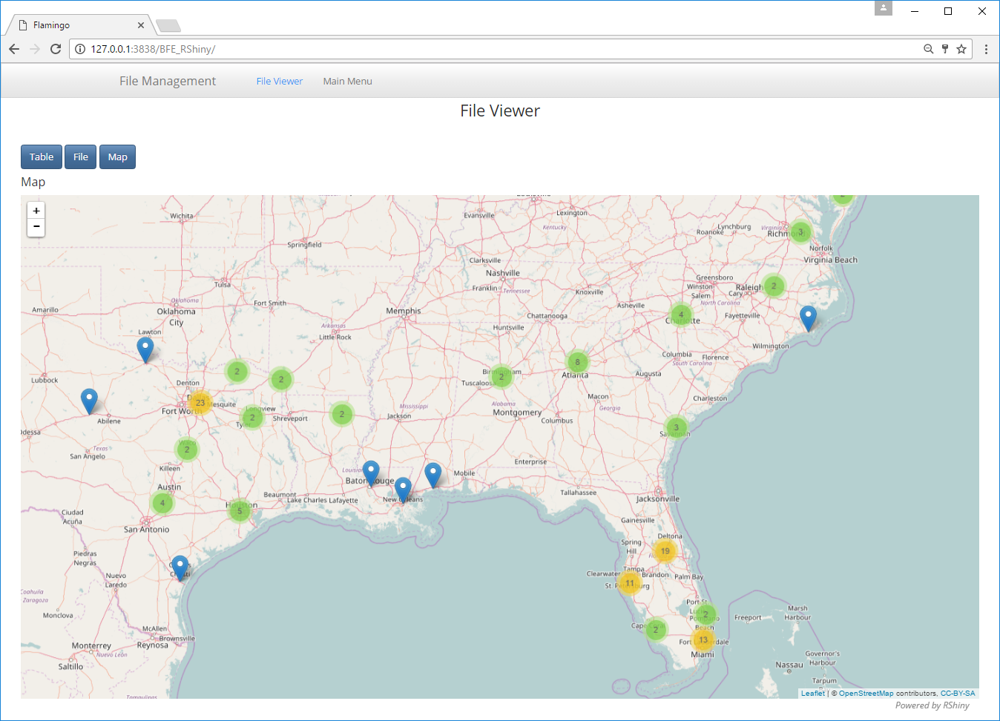 Flamingo
127.0.0.1:3838/BFE_RShiny/
File Management File Viewer Main Menu
File Viewer
Table File Map
Map
+
-
Wichita
Evansville
Lexington
Kentucky
Lynchburg
Roanoke
Virginia
Richmond
3
Norfolk
Virginia Beach
Springfield
Clarksville
Nashville
Franklin
Tennessee
Knoxville
Greensboro
Winston
Salem
Raleigh
Cary
2
North Carolina
Tulsa
Oklahoma
Oklahoma
City
Fort Smith
Memphis
Asheville
Charlotte
4
Fayetteville
Amarillo
Lawton
Arkansas
Little Rock
Huntsville
Chattanooga
Wilmington
Columbia
Florence
South Carolina
Lubbock
Denton
2
2
Birmingham
2
Tuscaloosa
Atlanta
Augusta
Charleston
Fort Worth
23
Mesquite
Longview
2
Shreveport
2
Mississippi
Jackson
Alabama
Montgomery
Columbus
Macon
Georgia
3
Savannah
Abilene
Odessa
Texas
San Angelo
Waco
2
Killeen
Austin
4
San Antonio
Houston
5
Beaumont
Lake Charles
Lafayette
Baton Rouge
New Orleans
Mobile
Enterprise
Tallahassee
Jacksonville
Gainesville
Deltona
19
Spring
Hill
Ciudad
Acuña
Piedras
Negras
Nuevo
Laredo
Coahuila
Zaragoza
Monclova
McAllen
Brownsville
Reynosa
Monterrey
Nuevo León
Saltillo
Tamaulipas
Clearwater
Tampa
Brandon
Palm Bay
11
St. Petersburg
2
Cape Coral
2
Beach
13
Fort Lauderdale
Miami
Freeport
Marsh
Harbour
Governor's
Harbour
Nassau
Tarpum
Leaflet | © OpenStreetMap contributors, CC-BY-SA
Powered by RShiny